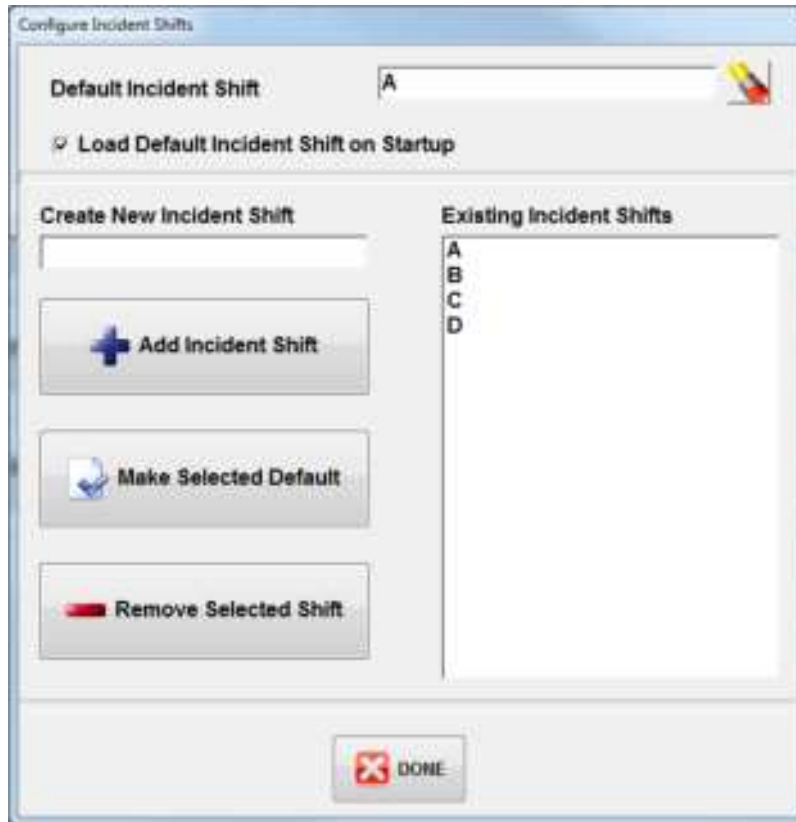 Configure Incident Shifts
Default Incident Shift
A
Load Default Incident Shift on Startup
Create New Incident Shift
Add Incident Shift
Make Selected Default
Remove Selected Shift
Existing Incident Shifts
A
B
C
D
DONE